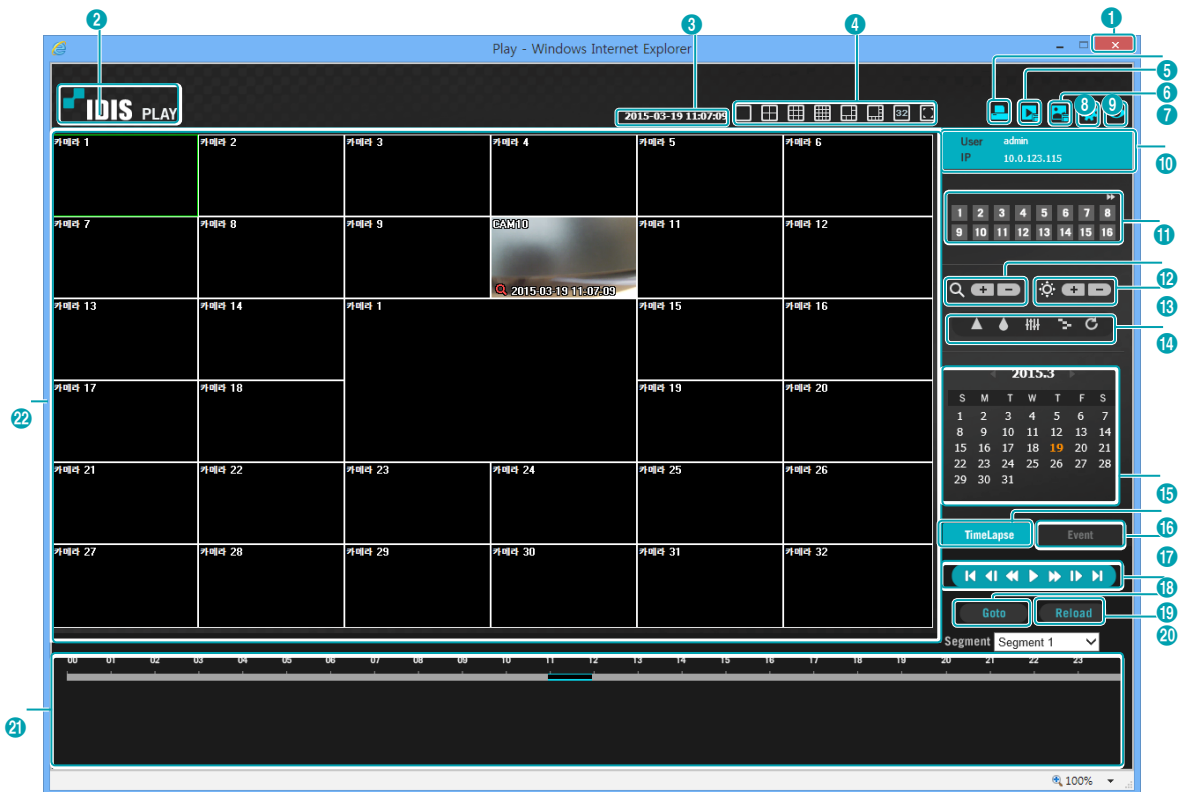 2
3
4
1
Play - Windows Internet Explorer
IDIS PLAY
2015-03-19 11:07:09
32
5
6
7
8
9
카메라 1
카메라 2
카메라 3
카메라 4
카메라 5
카메라 6
User admin
IP 10.0.123.115
10
1 2 3 4 5 6 7 8
9 10 11 12 13 14 15 16
11
카메라 7
카메라 8
카메라 9
CAM10
2015-03-19 11:07:09
카메라 11
카메라 12
12
13
14
카메라 13
카메라 14
카메라 1
카메라 15
카메라 16
2015.3
S M T W T F S
1 2 3 4 5 6 7
8 9 10 11 12 13 14
15 16 17 18 19 20 21
22 23 24 25 26 27 28
29 30 31
15
카메라 17
카메라 18
카메라 19
카메라 20
22
카메라 21
카메라 22
카메라 23
카메라 24
카메라 25
카메라 26
TimeLapse
Event
16
17
카메라 27
카메라 28
카메라 29
카메라 30
카메라 31
카메라 32
18
Goto
Reload
19
20
Segment Segment 1
00 01 02 03 04 05 06 07 08 09 10 11 12 13 14 15 16 17 18 19 20 21 22 23
21
100%